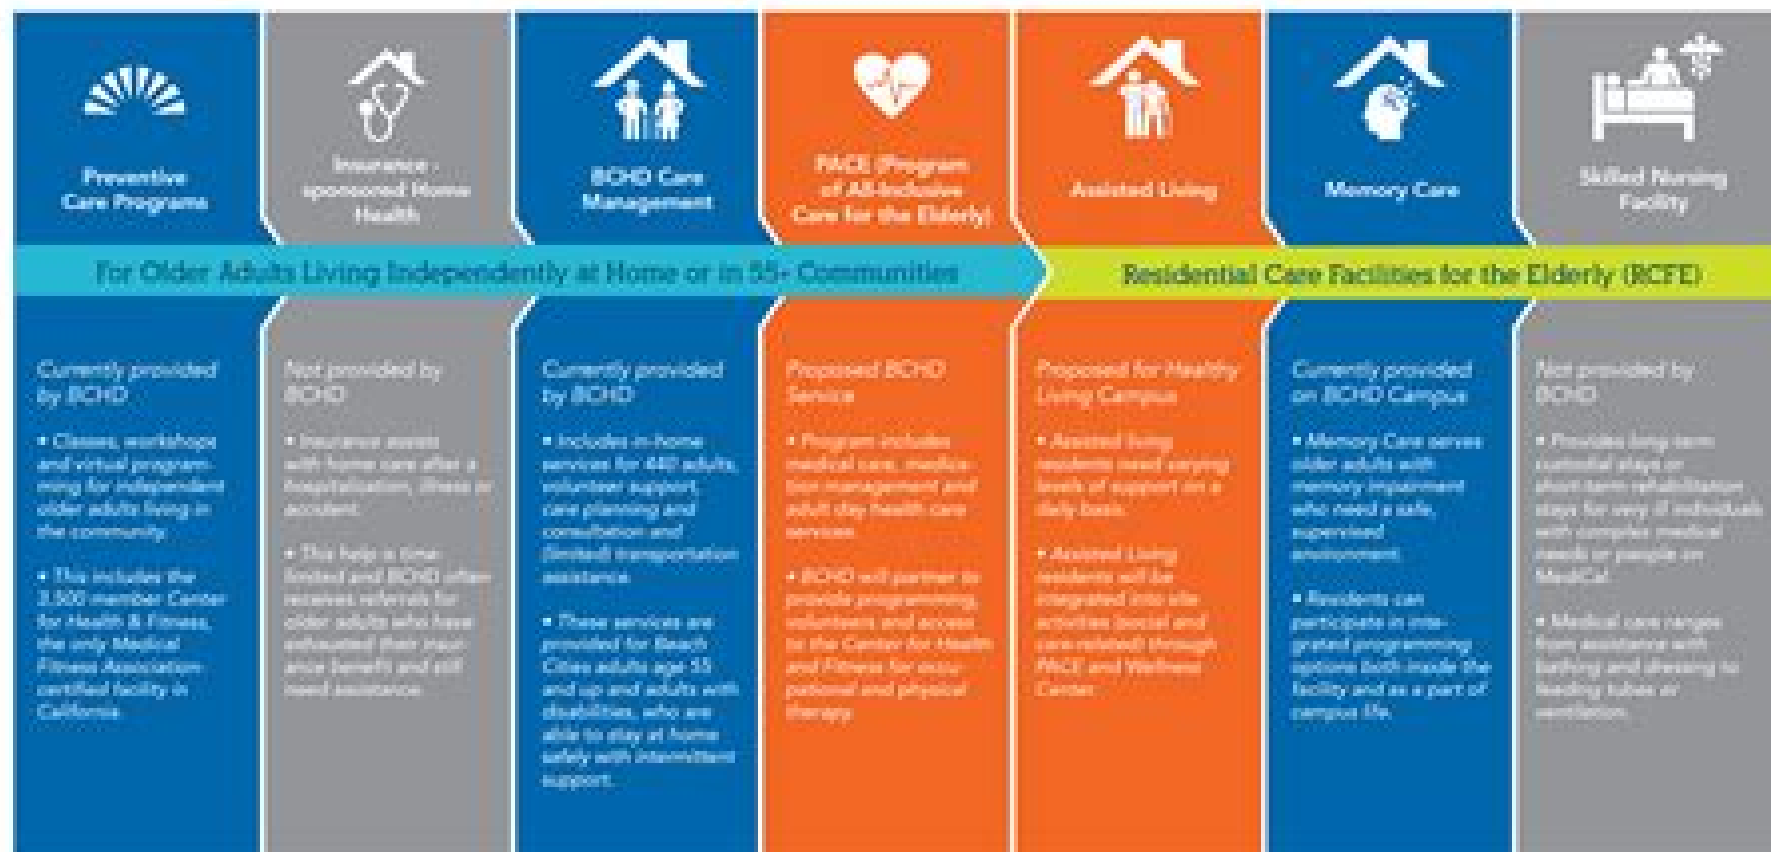 Preventive
Care Programs
Insurance -
sponsored Home
Health
BCHD Care
Management
PACE (Program
of All-Inclusive
Care for the Elderly)
Assisted Living
Memory Care
Skilled Nursing
Facility
For Older Adults Living Independently at Home or in 55+ Communities
Residential Care Facilities for the Elderly (RCFE)
Currently provided
by BCHD
• Classes, workshops
and virtual program-
ming for independent
older adults living in
the community.
• This includes the
3,500 member Center
for Health & Fitness,
the only Medical
Fitness Association-
certified facility in
California.
Not provided by
BCHD
• Insurance assists
with home care after a
hospitalization, illness or
accident.
• This help is time-
limited and BCHD often
receives referrals for
older adults who have
exhausted their insur-
ance benefit and still
need assistance.
Currently provided
by BCHD
• Includes in-home
services for 440 adults,
volunteer support,
care planning and
consultation and
(limited) transportation
assistance.
• These services are
provided for Beach
Cities adults age 55
and up and adults with
disabilities, who are
able to stay at home
safely with intermittent
support.
Proposed BCHD
Service
• Program includes
medical care, medica-
tion management and
adult day health care
services.
• BCHD will partner to
provide programming,
volunteers and access
to the Center for Health
and Fitness for occu-
pational and physical
therapy.
Proposed for Healthy
Living Campus
• Assisted living
residents need varying
levels of support on a
daily basis.
• Assisted Living
residents will be
integrated into site
activities (social and
care-related) through
PACE and Wellness
Center.
Currently provided
on BCHD Campus
• Memory Care serves
older adults with
memory impairment
who need a safe,
supervised
environment.
• Residents can
participate in inte-
grated programming
options both inside the
facility and as a part of
campus life.
Not provided by
BCHD
• Provides long-term
custodial stays or
short-term rehabilitation
stays for very ill individuals
with complex medical
needs or people on
MediCal.
• Medical care ranges
from assistance with
bathing and dressing to
feeding tubes or
ventilation.